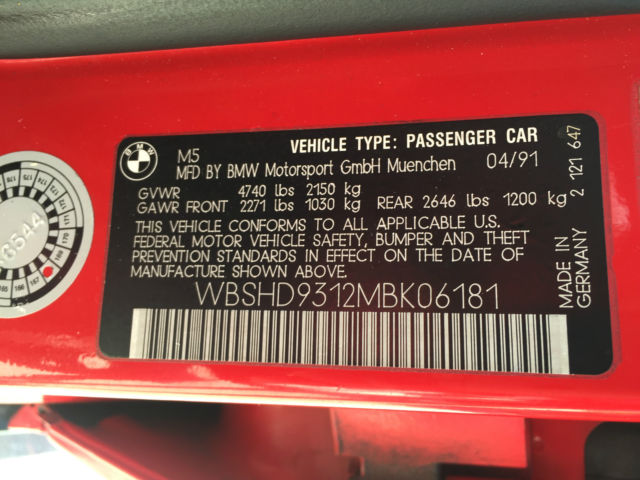 BMW
M5
VEHICLE TYPE: PASSENGER CAR
MFD BY BMW Motorsport GmbH Muenchen 04/91
GVWR 4740 lbs 2150 kg
GAWR FRONT 2271 lbs 1030 kg REAR 2646 lbs 1200 kg
THIS VEHICLE CONFORMS TO ALL APPLICABLE U.S.
FEDERAL MOTOR VEHICLE SAFETY, BUMPER AND THEFT
PREVENTION STANDARDS IN EFFECT ON THE DATE OF
MANUFACTURE SHOWN ABOVE.
WBSHD9312MBK06181
2 121 647
MADE IN
GERMANY
6544